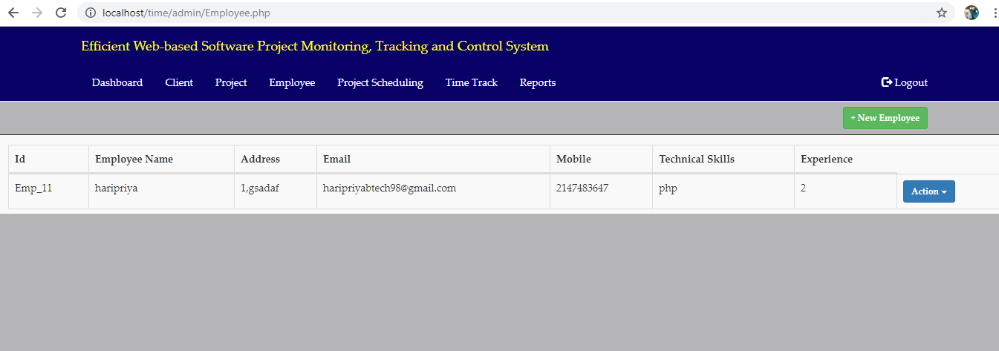 localhost/time/admin/Employee.php
Efficient Web-based Software Project Monitoring, Tracking and Control System
Dashboard Client Project Employee Project Scheduling Time Track Reports Logout
+ New Employee
Id Employee Name Address Email Mobile Technical Skills Experience
Emp_11 haripriya 1,gsadaf haripriyabtech98@gmail.com 2147483647 php 2 Action